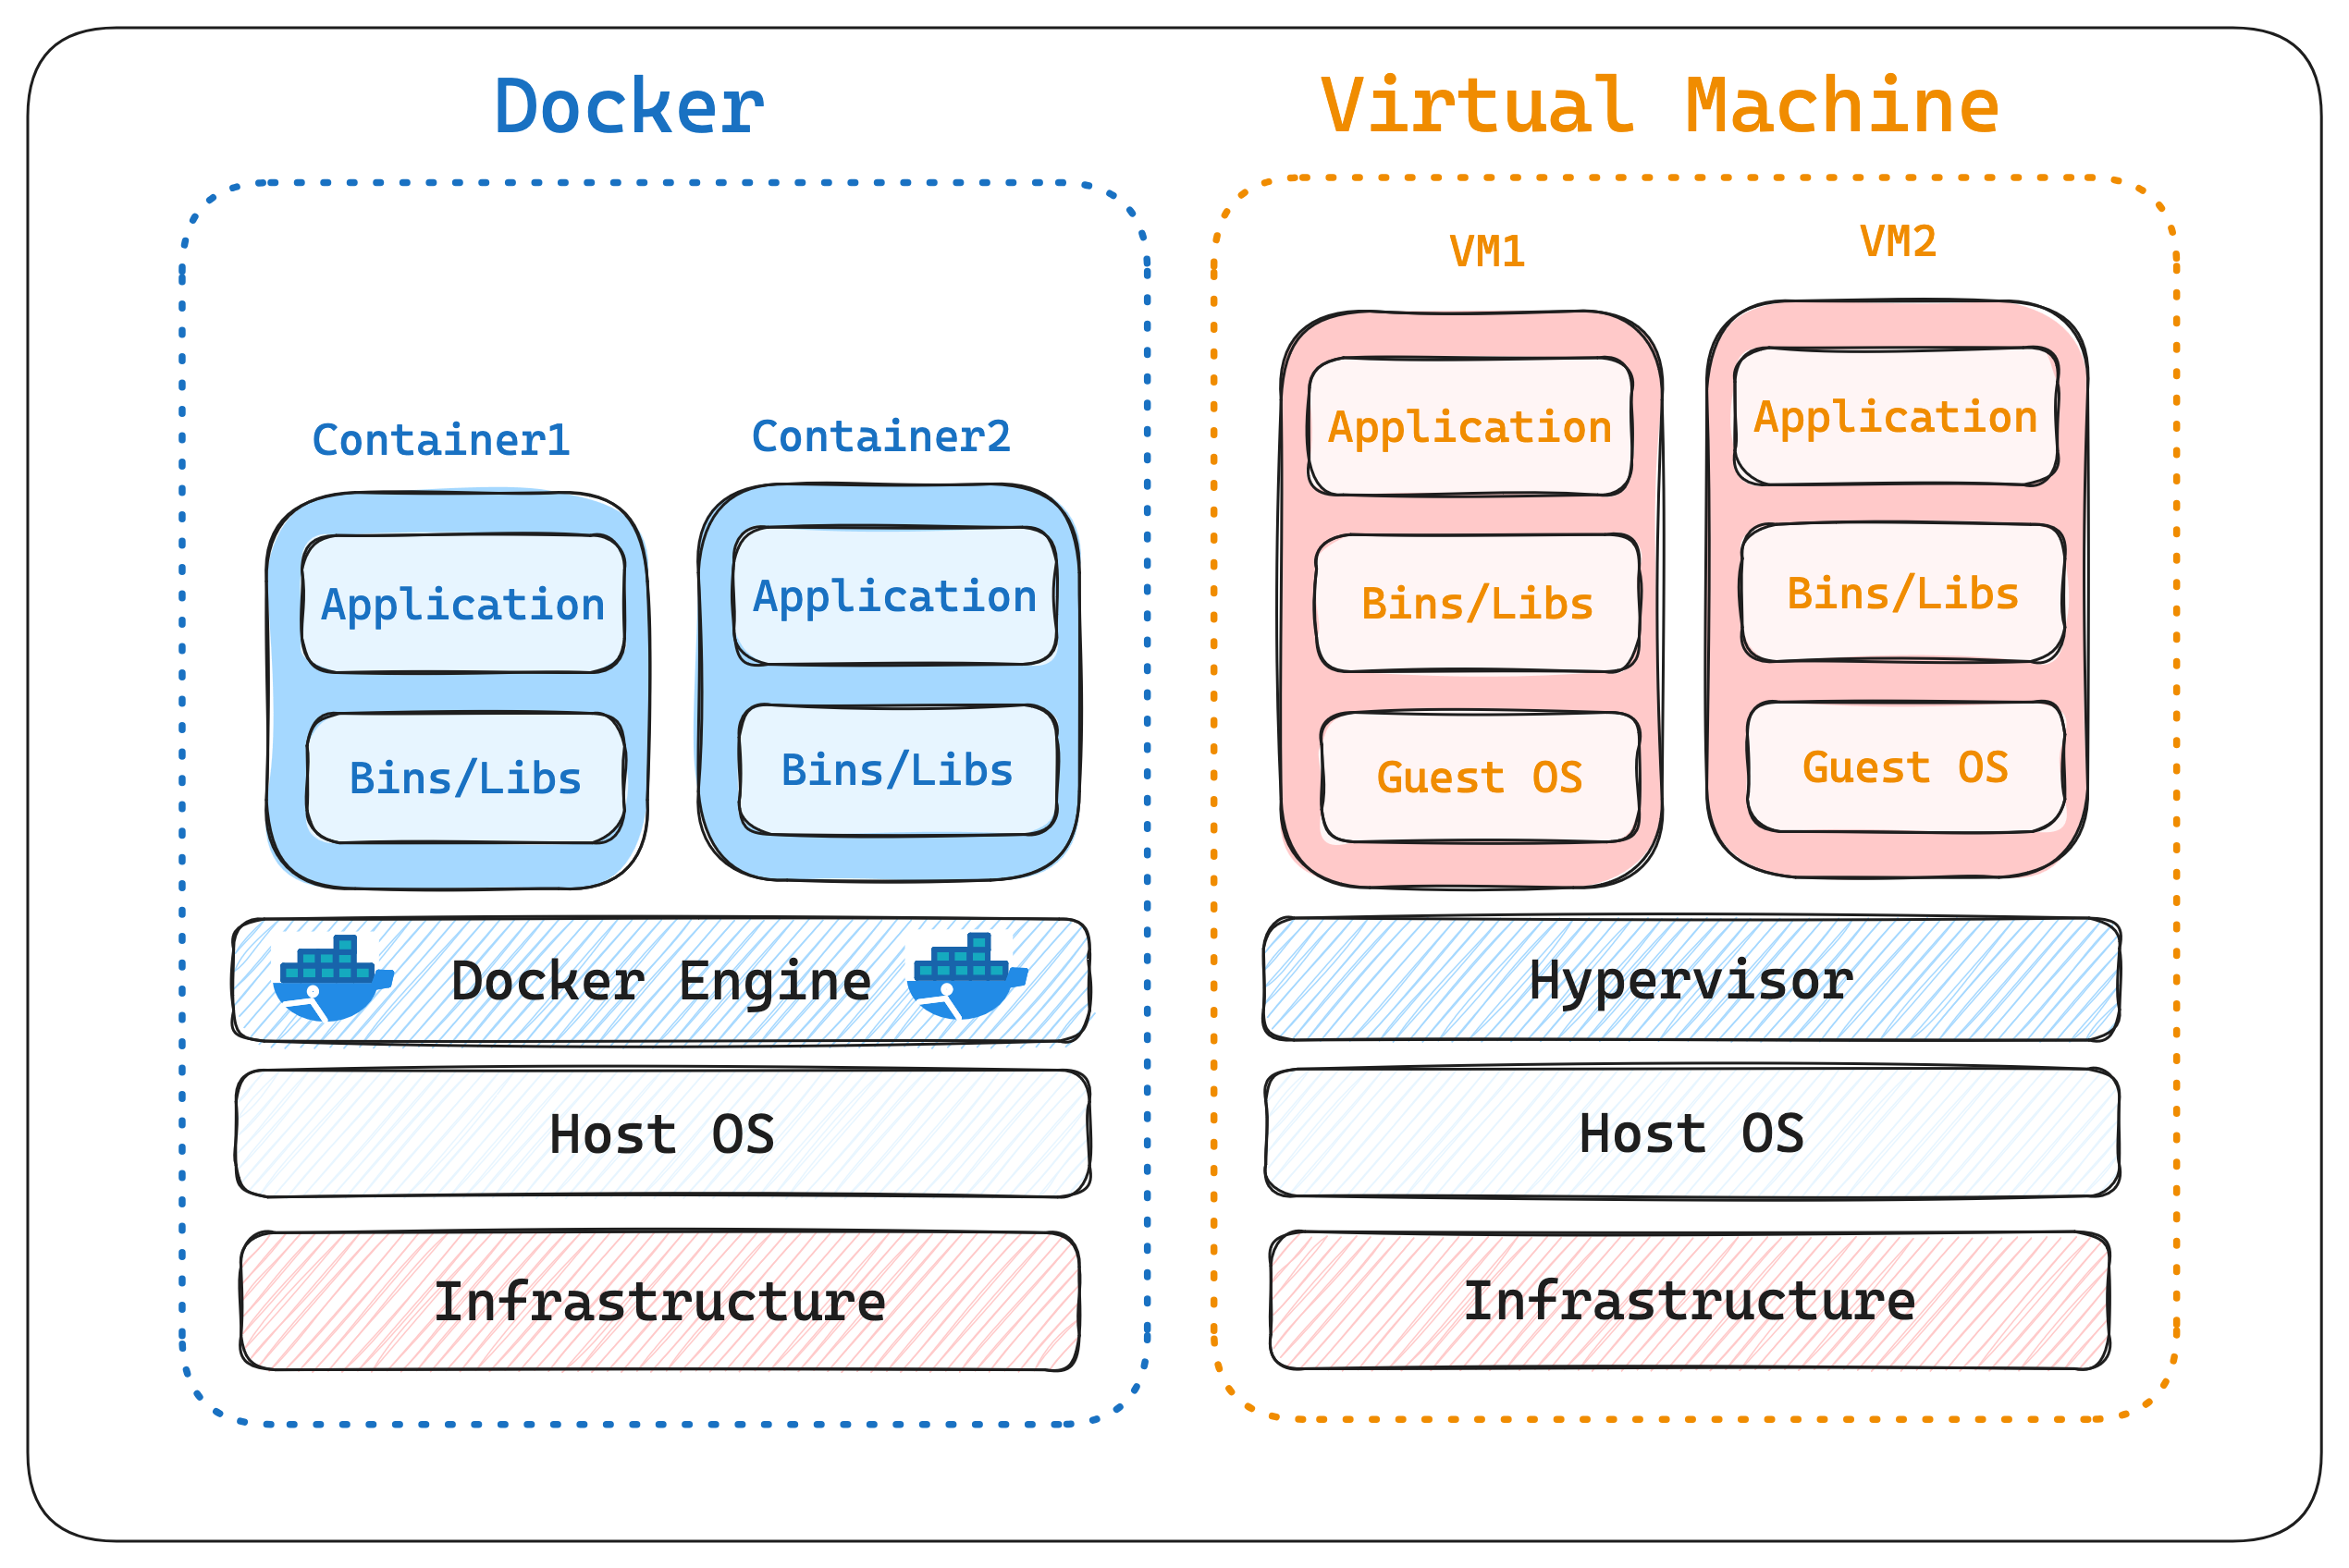 Docker
Container1
Container2
Application
Application
Bins/Libs
Bins/Libs
Docker Engine
Host OS
Infrastructure
Virtual Machine
VM1
VM2
Application
Application
Bins/Libs
Bins/Libs
Guest OS
Guest OS
Hypervisor
Host OS
Infrastructure